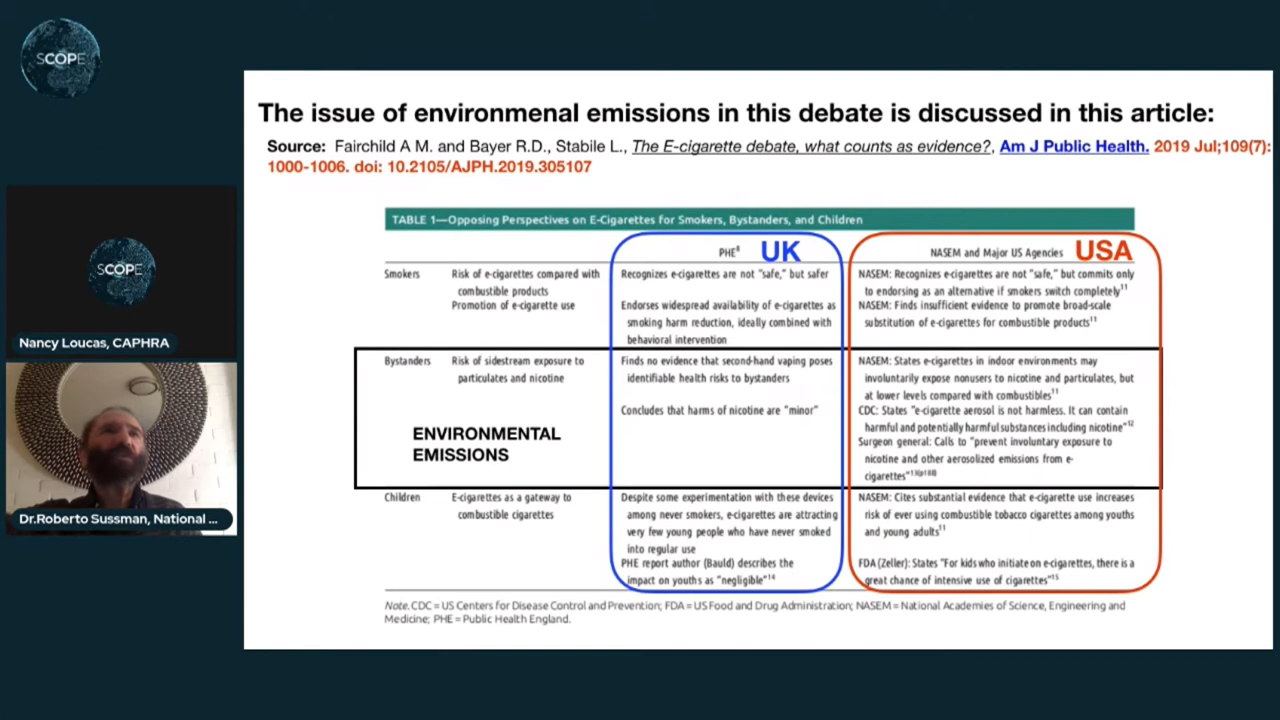 SCOPE
The issue of environmenal emissions in this debate is discussed in this article:
Source: Fairchild A M. and Bayer R.D., Stabile L., The E-cigarette debate, what counts as evidence?, Am J Public Health. 2019 Jul;109(7):
1000-1006. doi: 10.2105/AJPH.2019.305107
TABLE 1—Opposing Perspectives on E-Cigarettes for Smokers, Bystanders, and Children
PHE⁸ UK
NASEM and Major US Agencies USA
Smokers
Risk of e-cigarettes compared with
combustible products
Recognizes e-cigarettes are not "safe," but safer
NASEM: Recognizes e-cigarettes are not "safe," but commits only
to endorsing as an alternative if smokers switch completely¹¹
Promotion of e-cigarette use
Endorses widespread availability of e-cigarettes as
smoking harm reduction, ideally combined with
behavioral intervention
NASEM: Finds insufficient evidence to promote broad-scale
substitution of e-cigarettes for combustible products¹¹
Bystanders
Risk of sidestream exposure to
particulates and nicotine
Finds no evidence that second-hand vaping poses
identifiable health risks to bystanders
Concludes that harms of nicotine are "minor"
NASEM: States e-cigarettes in indoor environments may
involuntarily expose nonusers to nicotine and particulates, but
at lower levels compared with combustibles¹¹
CDC: States "e-cigarette aerosol is not harmless. It can contain
harmful and potentially harmful substances including nicotine"¹²
Surgeon general: Calls to "prevent involuntary exposure to
nicotine and other aerosolized emissions from e-
cigarettes"
ENVIRONMENTAL
EMISSIONS
Children
E-cigarettes as a gateway to
combustible cigarettes
Despite some experimentation with these devices
among never smokers, e-cigarettes are attracting
very few young people who have never smoked
into regular use
PHE report author (Bauld) describes the
impact on youths as "negligible"¹⁴
NASEM: Cites substantial evidence that e-cigarette use increases
risk of ever using combustible tobacco cigarettes among youths
and young adults¹¹
FDA (Zeller): States "For kids who initiate on e-cigarettes, there is a
great chance of intensive use of cigarettes"¹⁵
Note. CDC = US Centers for Disease Control and Prevention; FDA = US Food and Drug Administration; NASEM = National Academies of Science, Engineering and
Medicine; PHE = Public Health England.
SCOPE
Nancy Loucas, CAPHRA
Dr.Roberto Sussman, National ...